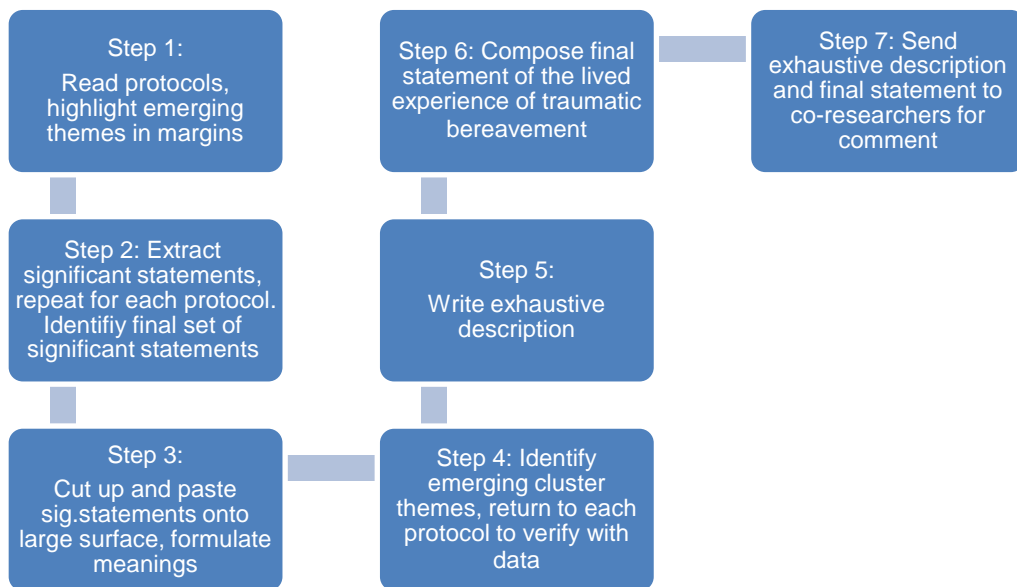 Step 1:
Read protocols,
highlight emerging
themes in margins
Step 2: Extract
significant statements,
repeat for each protocol.
Identifiy final set of
significant statements
Step 3:
Cut up and paste
sig.statements onto
large surface, formulate
meanings
Step 4: Identify
emerging cluster
themes, return to each
protocol to verify with
data
Step 5:
Write exhaustive
description
Step 6: Compose final
statement of the lived
experience of traumatic
bereavement
Step 7: Send
exhaustive description
and final statement to
co-researchers for
comment